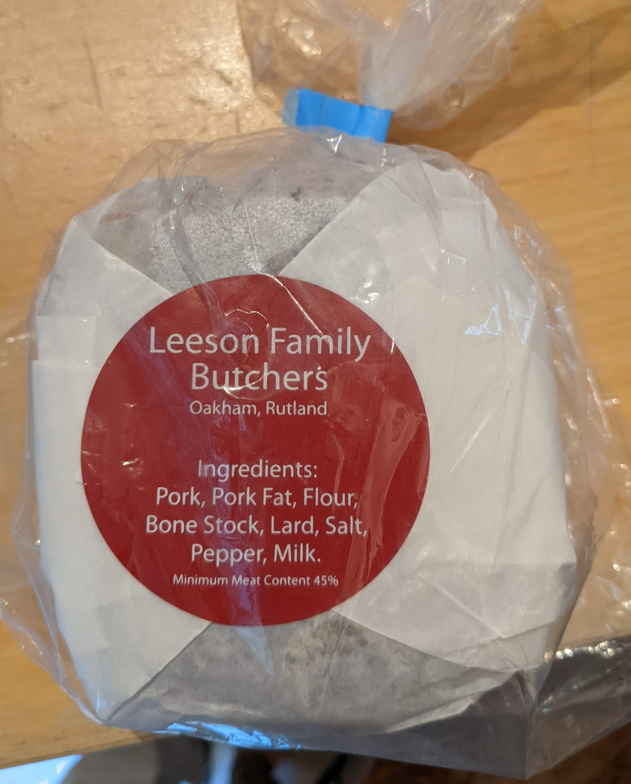 Leeson Family
Butchers
Oakham, Rutland
Ingredients:
Pork, Pork Fat, Flour,
Bone Stock, Lard, Salt,
Pepper, Milk.
Minimum Meat Content 45%